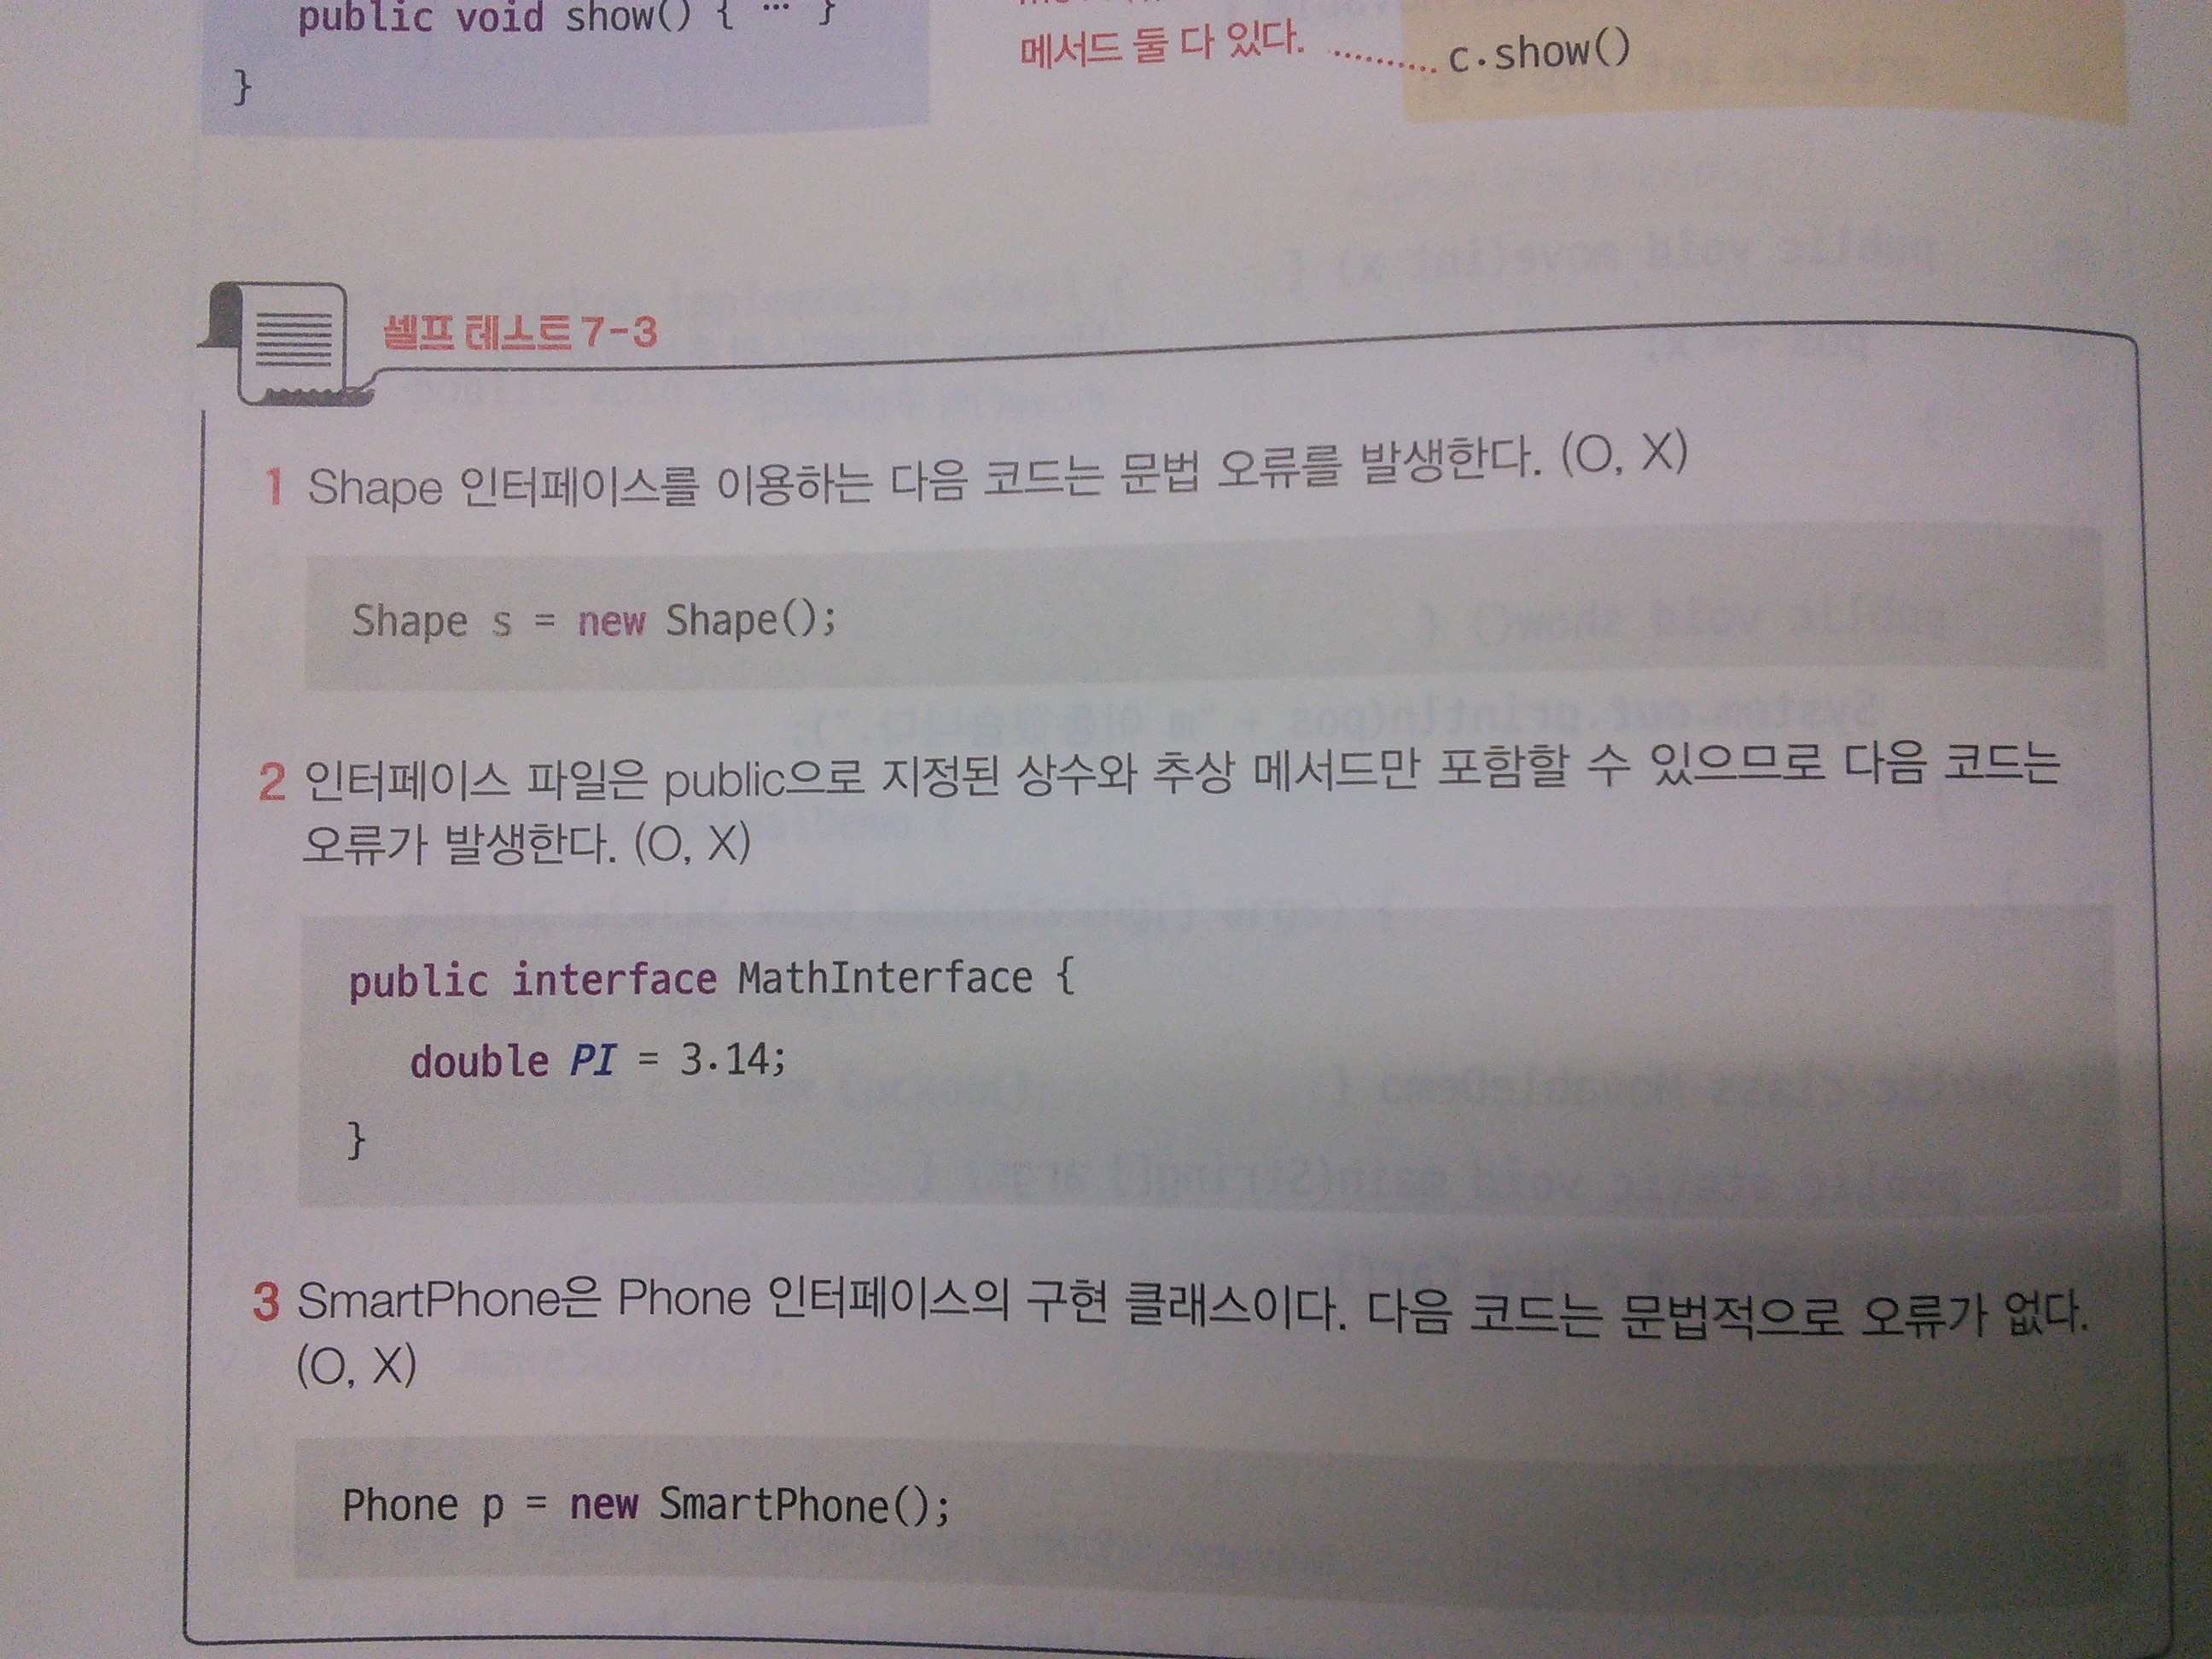 public void show() { … }
}
메서드 둘 다 있다.
c.show()
셀프 테스트 7-3
1 Shape 인터페이스를 이용하는 다음 코드는 문법 오류를 발생한다. (O, X)
Shape s = new Shape();
2 인터페이스 파일은 public으로 지정된 상수와 추상 메서드만 포함할 수 있으므로 다음 코드는
오류가 발생한다. (O, X)
public interface MathInterface {
double PI = 3.14;
}
3 SmartPhone은 Phone 인터페이스의 구현 클래스이다. 다음 코드는 문법적으로 오류가 없다.
(O, X)
Phone p = new SmartPhone();